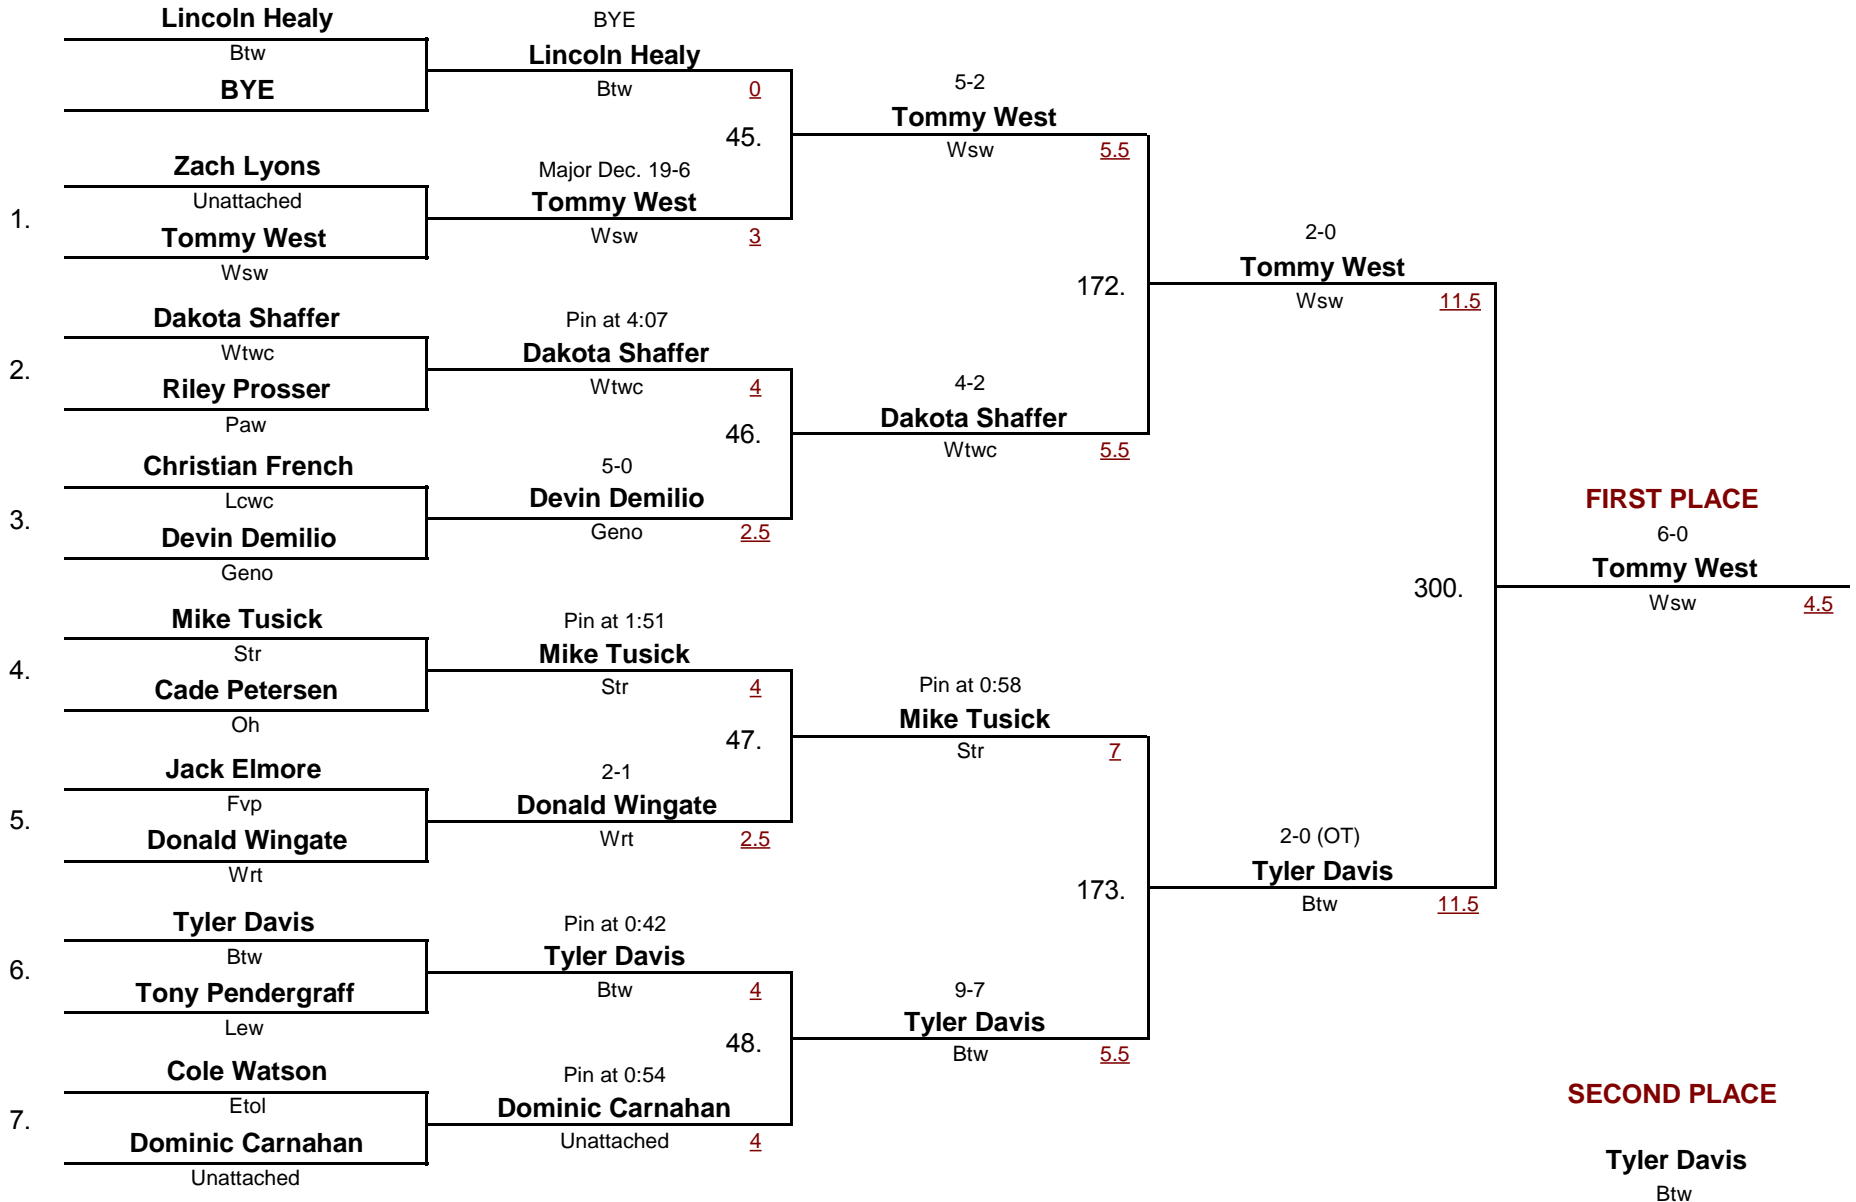 Lincoln Healy
Btw
BYE
1.
Zach Lyons
Unattached
Tommy West
Wsw
2.
Dakota Shaffer
Wtwc
Riley Prosser
Paw
3.
Christian French
Lcwc
Devin Demilio
Geno
4.
Mike Tusick
Str
Cade Petersen
Oh
5.
Jack Elmore
Fvp
Donald Wingate
Wrt
6.
Tyler Davis
Btw
Tony Pendergraff
Lew
7.
Cole Watson
Etol
Dominic Carnahan
Unattached
BYE
Lincoln Healy
Btw 0
45.
Major Dec. 19-6
Tommy West
Wsw 3
Pin at 4:07
Dakota Shaffer
Wtwc 4
46.
5-0
Devin Demilio
Geno 2.5
Pin at 1:51
Mike Tusick
Str 4
47.
2-1
Donald Wingate
Wrt 2.5
Pin at 0:42
Tyler Davis
Btw 4
48.
Pin at 0:54
Dominic Carnahan
Unattached 4
5-2
Tommy West
Wsw 5.5
172.
4-2
Dakota Shaffer
Wtwc 5.5
Pin at 0:58
Mike Tusick
Str 7
173.
9-7
Tyler Davis
Btw 5.5
2-0
Tommy West
Wsw 11.5
300.
2-0 (OT)
Tyler Davis
Btw 11.5
FIRST PLACE
6-0
Tommy West
Wsw 4.5
SECOND PLACE
Tyler Davis
Btw